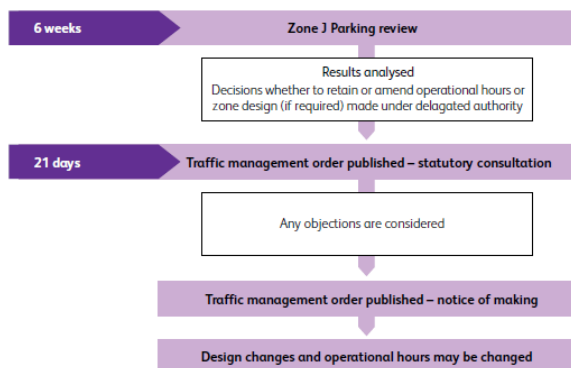 6 weeks
Zone J Parking review
Results analysed
Decisions whether to retain or amend operational hours or
zone design (if required) made under delagated authority
21 days
Traffic management order published – statutory consultation
Any objections are considered
Traffic management order published – notice of making
Design changes and operational hours may be changed